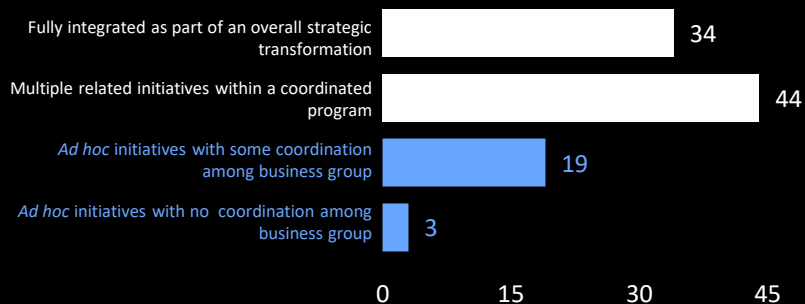 Fully integrated as part of an overall strategic
transformation
34
Multiple related initiatives within a coordinated
program
44
Ad hoc initiatives with some coordination
among business group
19
Ad hoc initiatives with no  coordination among
business group
3
0 15 30 45